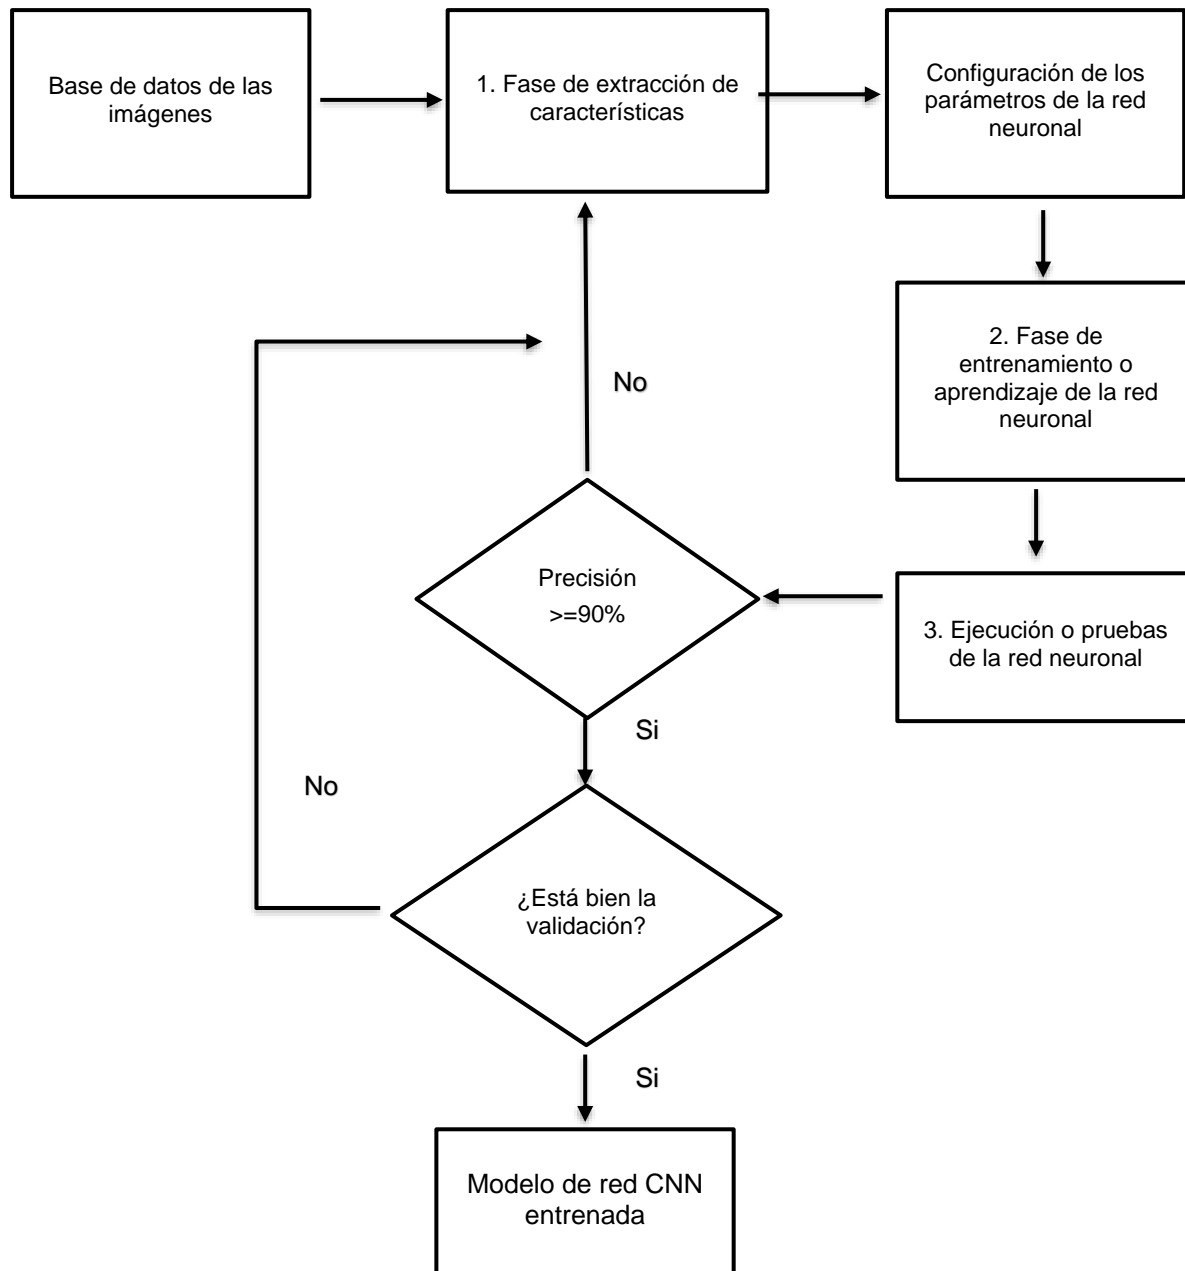 Base de datos de las
imágenes
1. Fase de extracción de
características
Configuración de los
parámetros de la red
neuronal
2. Fase de
entrenamiento o
aprendizaje de la red
neuronal
No
Precisión
>=90%
3. Ejecución o pruebas
de la red neuronal
Si
No
¿Está bien la
validación?
Si
Modelo de red CNN
entrenada